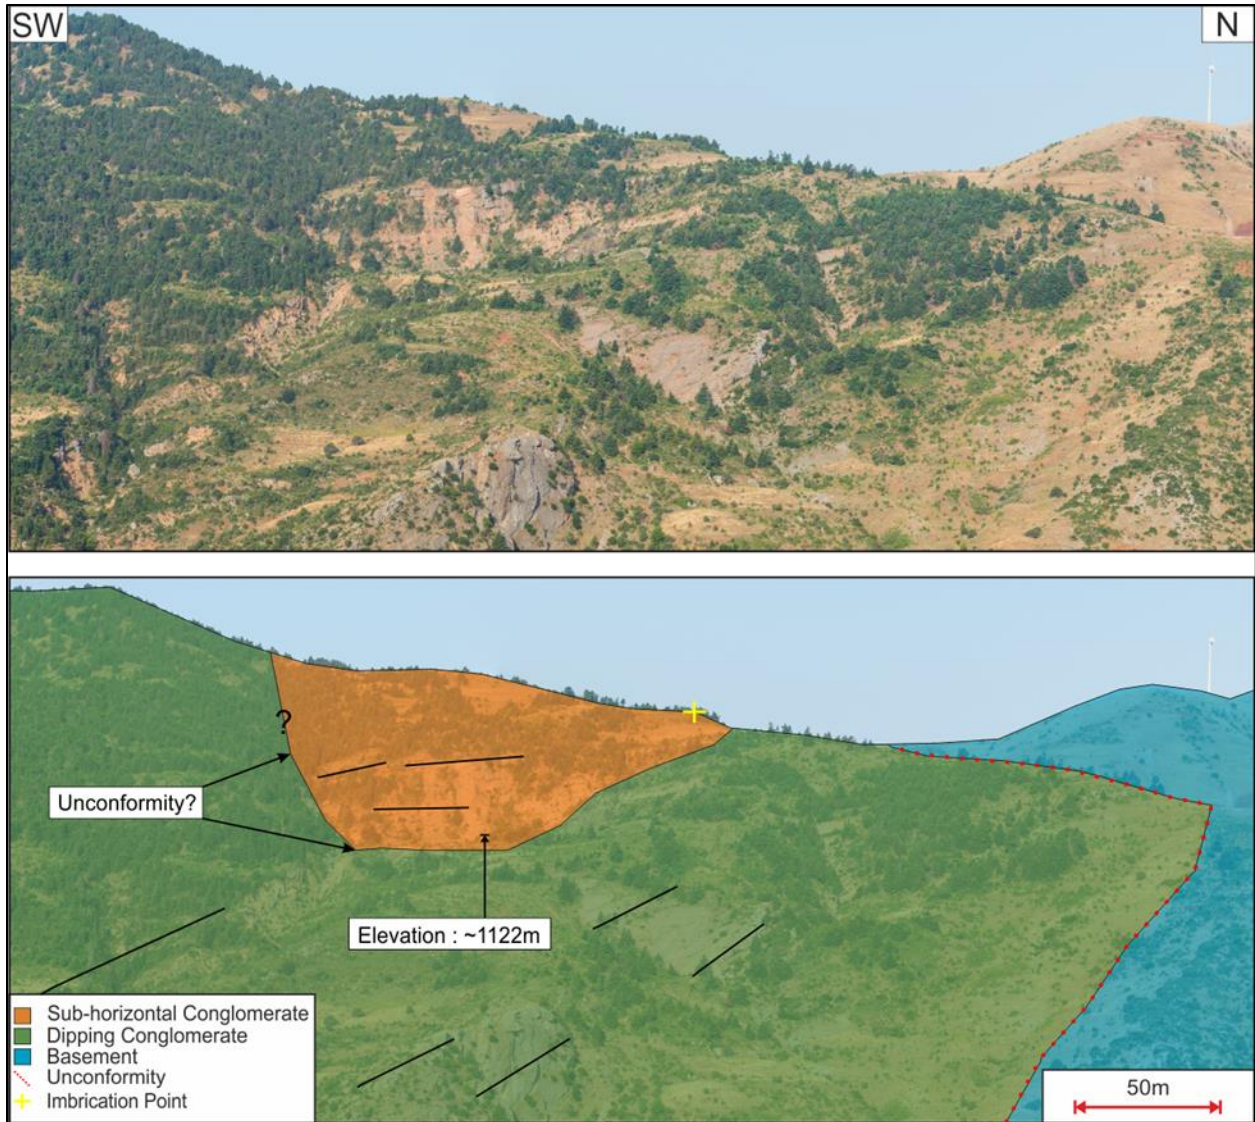 SW
N
?
Unconformity?
Elevation : ~1122m
Sub-horizontal Conglomerate
Dipping Conglomerate
Basement
Unconformity
Imbrication Point
50m